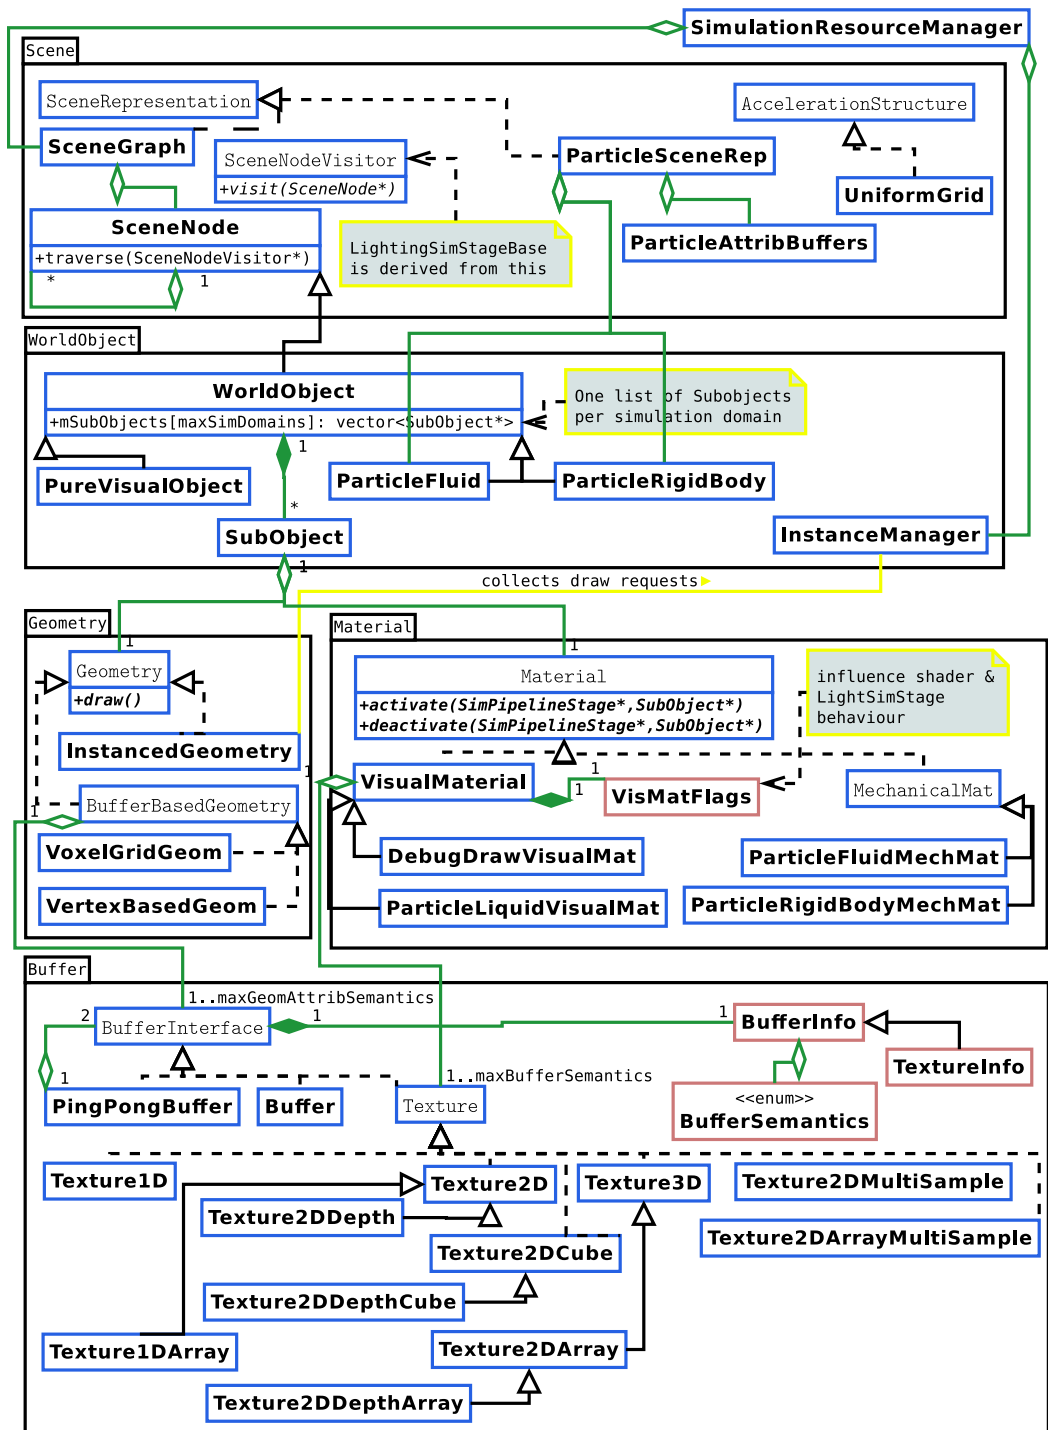 SimulationResourceManager
Scene
SceneRepresentation
AccelerationStructure
SceneGraph
SceneNodeVisitor
+visit(SceneNode*)
ParticleSceneRep
UniformGrid
SceneNode
+traverse(SceneNodeVisitor*)
*
1
LightingSimStageBase
is derived from this
ParticleAttribBuffers
WorldObject
WorldObject
+mSubObjects[maxSimDomains]: vector<SubObject*>
One list of Subobjects
per simulation domain
1
PureVisualObject
ParticleFluid
ParticleRigidBody
*
SubObject
InstanceManager
1
collects draw requests
Geometry
Material
1
1
Geometry
+draw()
Material
+activate(SimPipelineStage*,SubObject*)
+deactivate(SimPipelineStage*,SubObject*)
influence shader &
LightSimStage
behaviour
InstancedGeometry
1
VisualMaterial
1
1
VisMatFlags
MechanicalMat
BufferBasedGeometry
1
VoxelGridGeom
DebugDrawVisualMat
ParticleFluidMechMat
VertexBasedGeom
ParticleLiquidVisualMat
ParticleRigidBodyMechMat
Buffer
1..maxGeomAttribSemantics
2
BufferInterface
1
1
BufferInfo
TextureInfo
1
1..maxBufferSemantics
PingPongBuffer
Buffer
Texture
<<enum>>
BufferSemantics
Texture1D
Texture2D
Texture3D
Texture2DMultiSample
Texture2DDepth
Texture2DArrayMultiSample
Texture2DCube
Texture2DDepthCube
Texture1DArray
Texture2DArray
Texture2DDepthArray